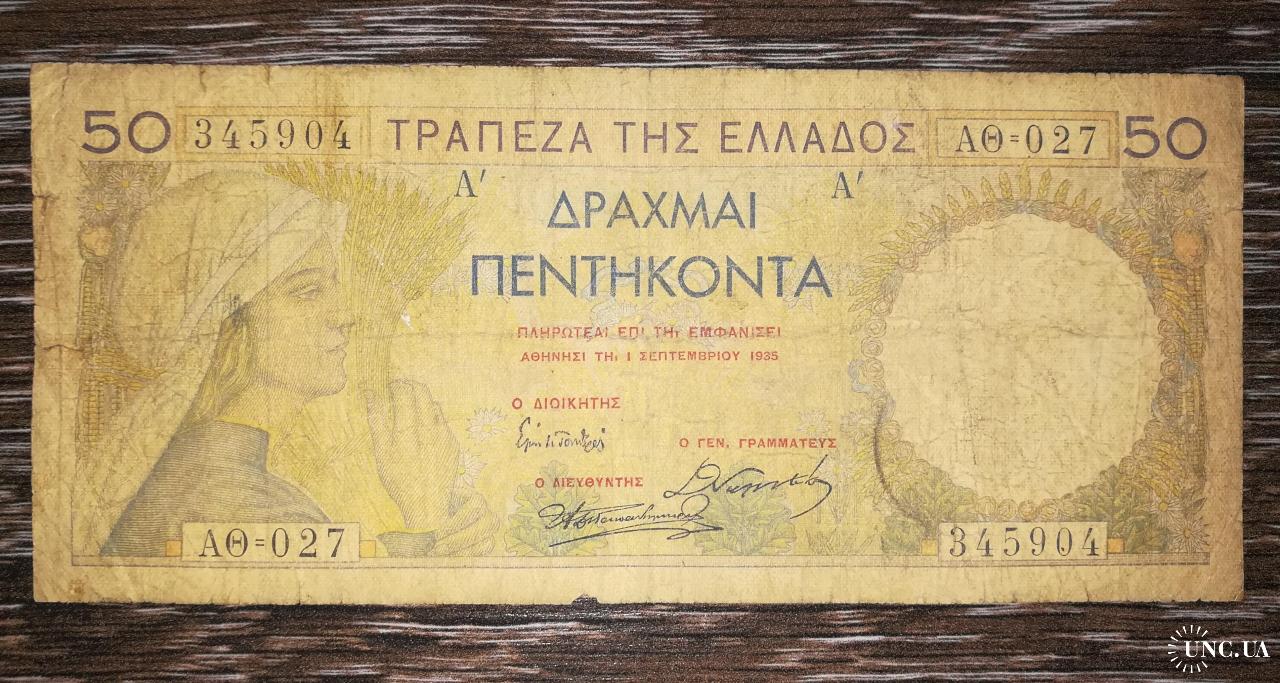 50 345904 ΤΡΑΠΕΖΑ ΤΗΣ ΕΛΛΑΔΟΣ ΑΘ=027 50
Α′ Α′
ΔΡΑΧΜΑΙ
ΠΕΝΤΗΚΟΝΤΑ
ΠΛΗΡΩΤΕΑΙ ΕΠΙ ΤΗι ΕΜΦΑΝΙΣΕΙ
ΑΘΗΝΗΣΙ ΤΗι 1 ΣΕΠΤΕΜΒΡΙΟΥ 1935
Ο ΔΙΟΙΚΗΤΗΣ
Ο ΓΕΝ. ΓΡΑΜΜΑΤΕΥΣ
Ο ΔΙΕΥΘΥΝΤΗΣ
ΑΘ=027 345904
UNC.UA